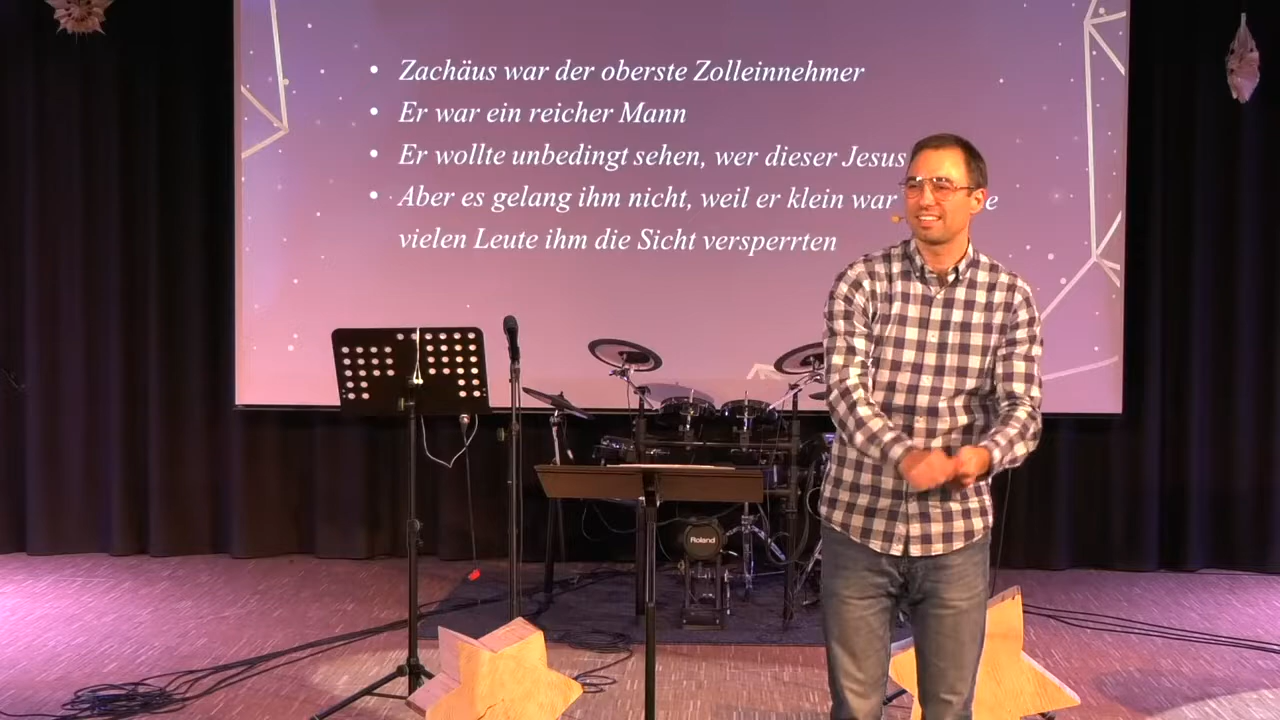 • Zachäus war der oberste Zolleinnehmer
• Er war ein reicher Mann
• Er wollte unbedingt sehen, wer dieser Jesus
• Aber es gelang ihm nicht, weil er klein war
vielen Leute ihm die Sicht versperrten
Roland